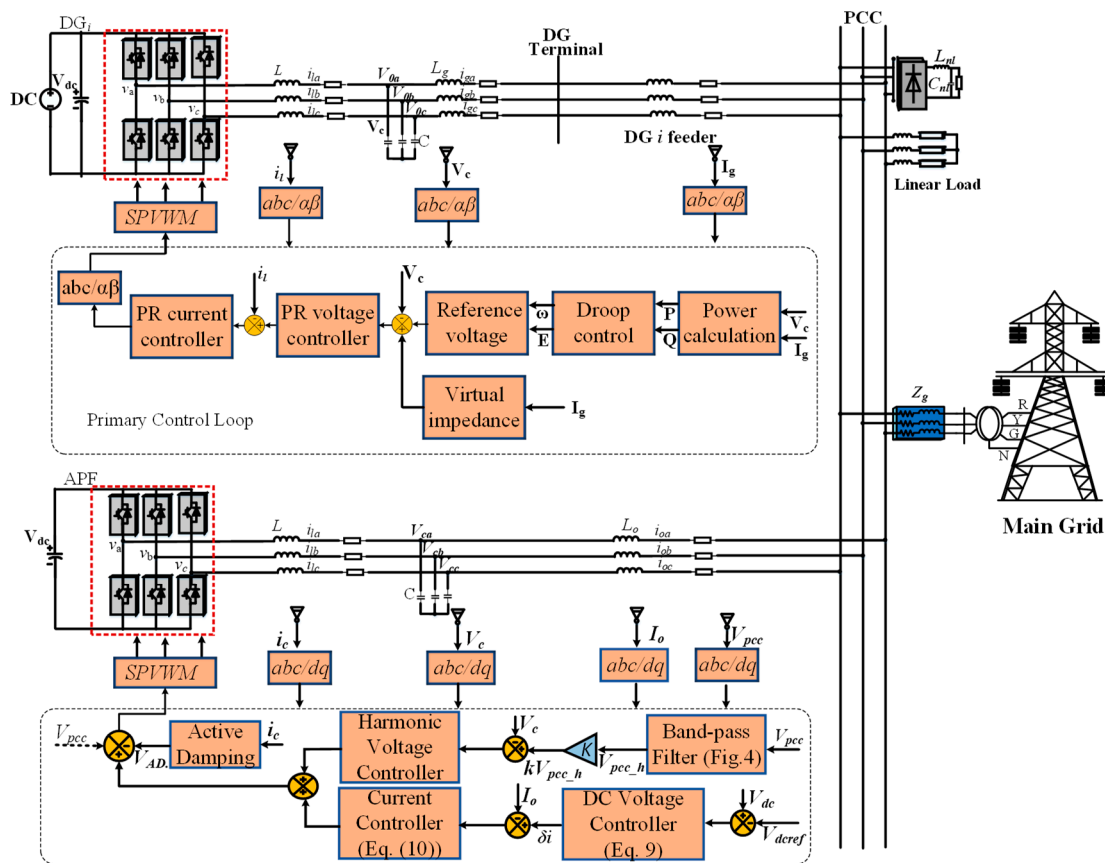 DGi
Vdc
DC
va
vb
vc
L
ila
ilb
ilc
V0a
V0b
V0c
Vc
C
Lg
iga
igb
igc
DG
Terminal
DG i feeder
PCC
Lnl
Cnl
Linear Load
il
Vc
Ig
abc/αβ
abc/αβ
abc/αβ
SPVWM
abc/αβ
PR current
controller
il
PR voltage
controller
Vc
Reference
voltage
ω
E
Droop
control
P
Q
Power
calculation
Vc
Ig
Virtual
impedance
Ig
Primary Control Loop
Zg
R
Y
G
N
Main Grid
APF
Vdc
va
vb
vc
L
ila
ilb
ilc
Vca
Vcb
Vcc
C
Lo
ioa
iob
ioc
ic
Vc
Io
Vpcc
abc/dq
abc/dq
abc/dq
abc/dq
SPVWM
Vpcc
VAD.
Active
Damping
ic
Harmonic
Voltage
Controller
Vc
kVpcc_h
K
Vpcc_h
Band-pass
Filter (Fig.4)
Vpcc
Current
Controller
(Eq. (10))
Io
δi
DC Voltage
Controller
(Eq. 9)
Vdc
Vdcref